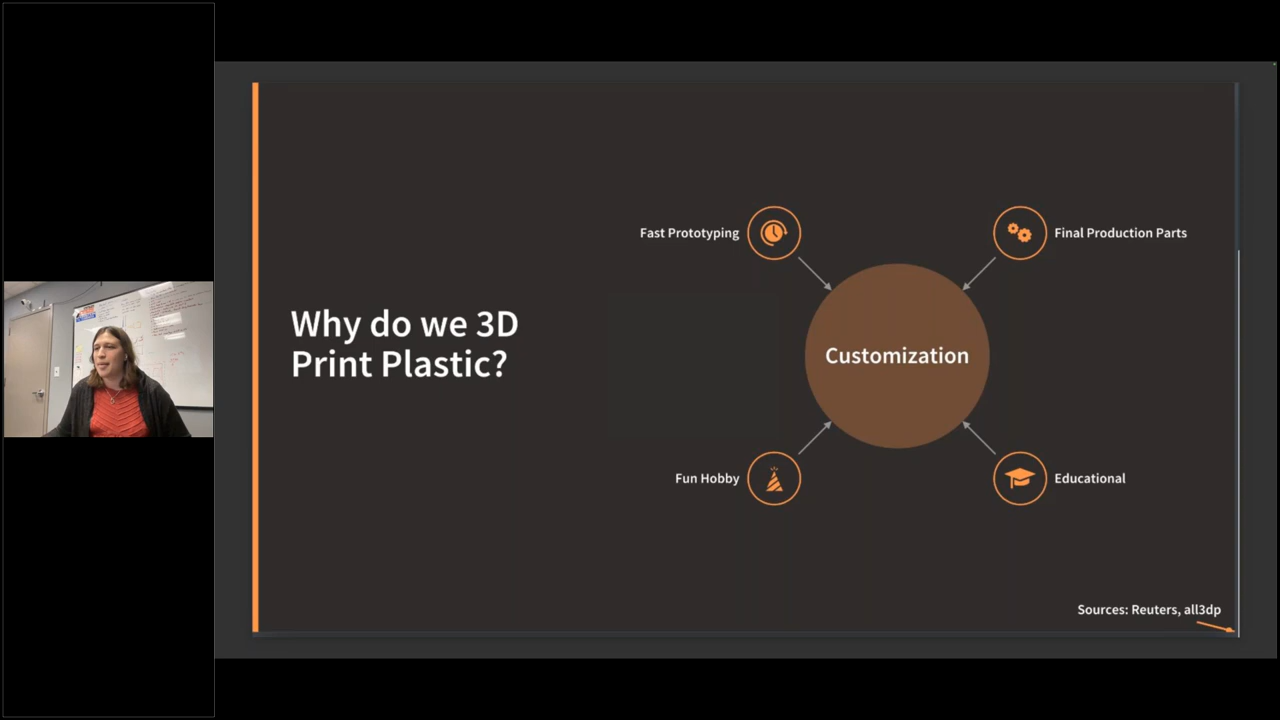 Why do we 3D
Print Plastic?
Fast Prototyping
Final Production Parts
Customization
Fun Hobby
Educational
Sources: Reuters, all3dp